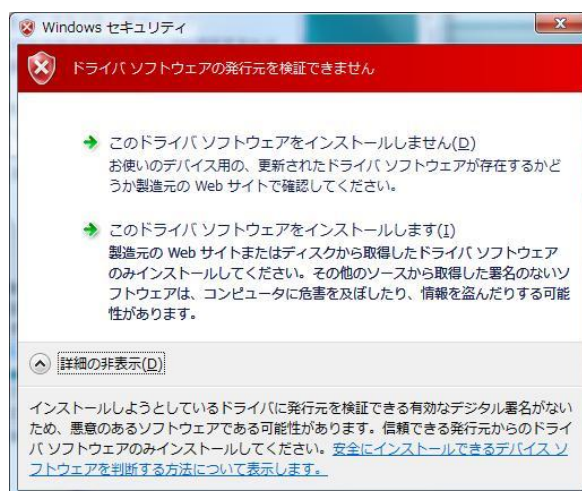 Windows セキュリティ
ドライバ ソフトウェアの発行元を検証できません
このドライバ ソフトウェアをインストールしません(D)
お使いのデバイス用の、更新されたドライバ ソフトウェアが存在するかど
うか製造元の Web サイトで確認してください。
このドライバ ソフトウェアをインストールします(I)
製造元の Web サイトまたはディスクから取得したドライバ ソフトウェア
のみインストールしてください。その他のソースから取得した署名のないソ
フトウェアは、コンピュータに危害を及ぼしたり、情報を盗んだりする可能
性があります。
詳細の非表示(D)
インストールしようとしているドライバに発行元を検証できる有効なデジタル署名がない
ため、悪意のあるソフトウェアである可能性があります。信頼できる発行元からのドライ
バ ソフトウェアのみインストールしてください。安全にインストールできるデバイス ソ
フトウェアを判断する方法について表示します。